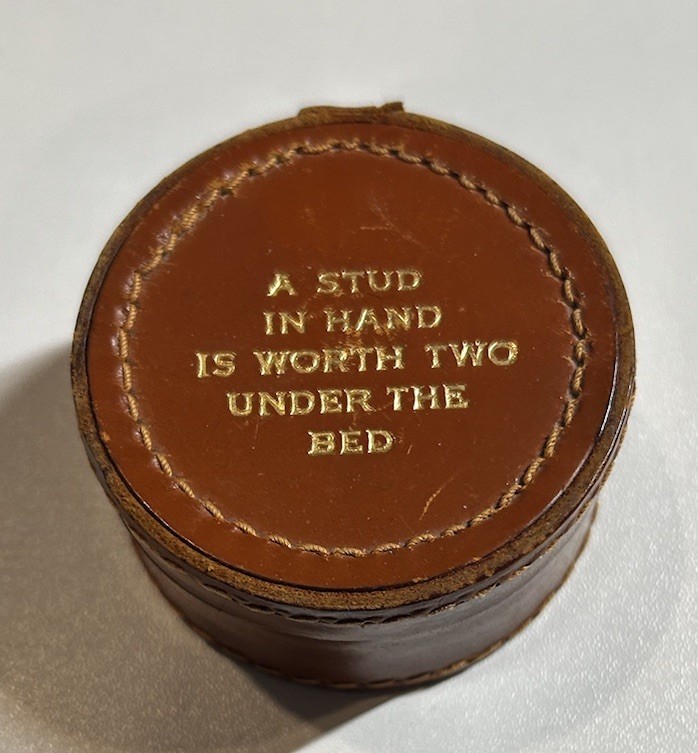 A STUD
IN HAND
IS WORTH TWO
UNDER THE
BED